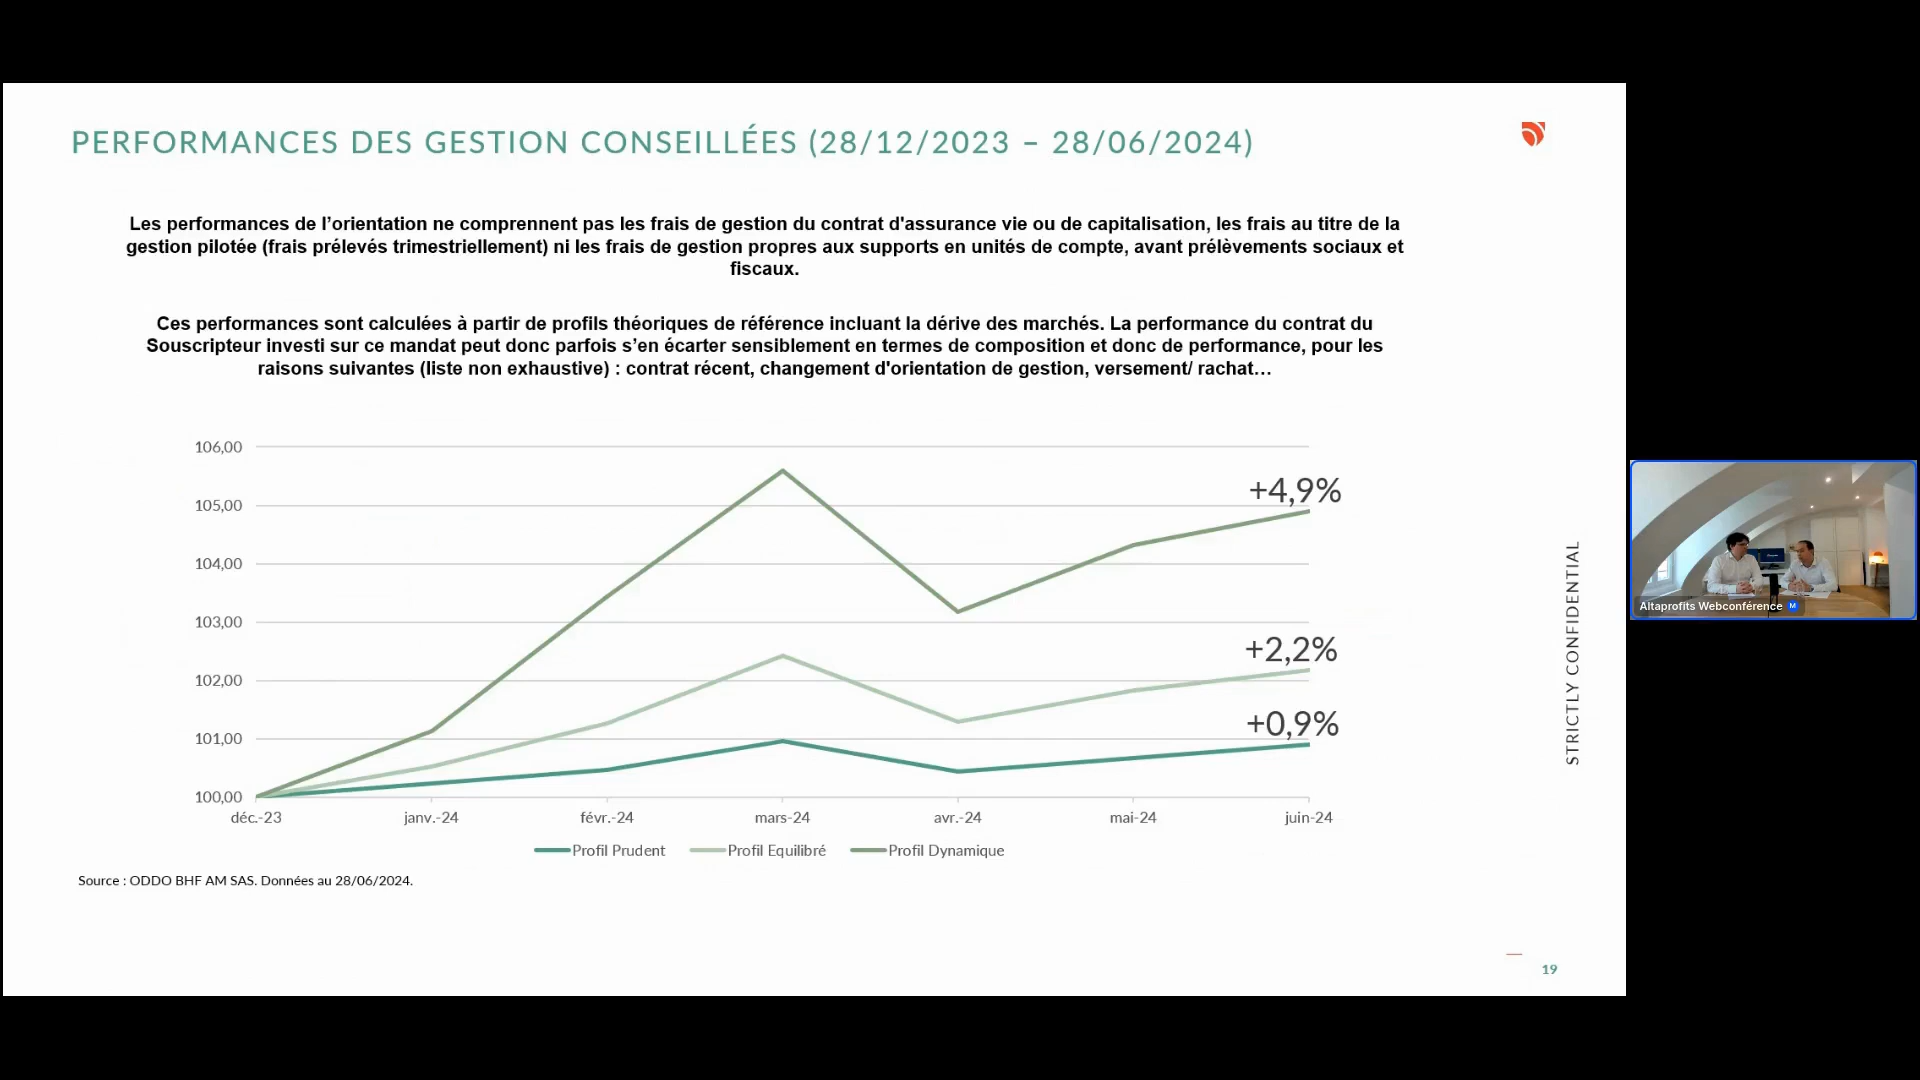 PERFORMANCES DES GESTION CONSEILLÉES (28/12/2023 – 28/06/2024)
Les performances de l’orientation ne comprennent pas les frais de gestion du contrat d'assurance vie ou de capitalisation, les frais au titre de la
gestion pilotée (frais prélevés trimestriellement) ni les frais de gestion propres aux supports en unités de compte, avant prélèvements sociaux et
fiscaux.
Ces performances sont calculées à partir de profils théoriques de référence incluant la dérive des marchés. La performance du contrat du
Souscripteur investi sur ce mandat peut donc parfois s’en écarter sensiblement en termes de composition et donc de performance, pour les
raisons suivantes (liste non exhaustive) : contrat récent, changement d'orientation de gestion, versement/ rachat…
106,00
105,00
104,00
103,00
102,00
101,00
100,00
+4,9%
+2,2%
+0,9%
déc.-23 janv.-24 févr.-24 mars-24 avr.-24 mai-24 juin-24
Profil Prudent Profil Equilibré Profil Dynamique
Source : ODDO BHF AM SAS. Données au 28/06/2024.
STRICTLY CONFIDENTIAL
19
Altaprofits Webconférence M